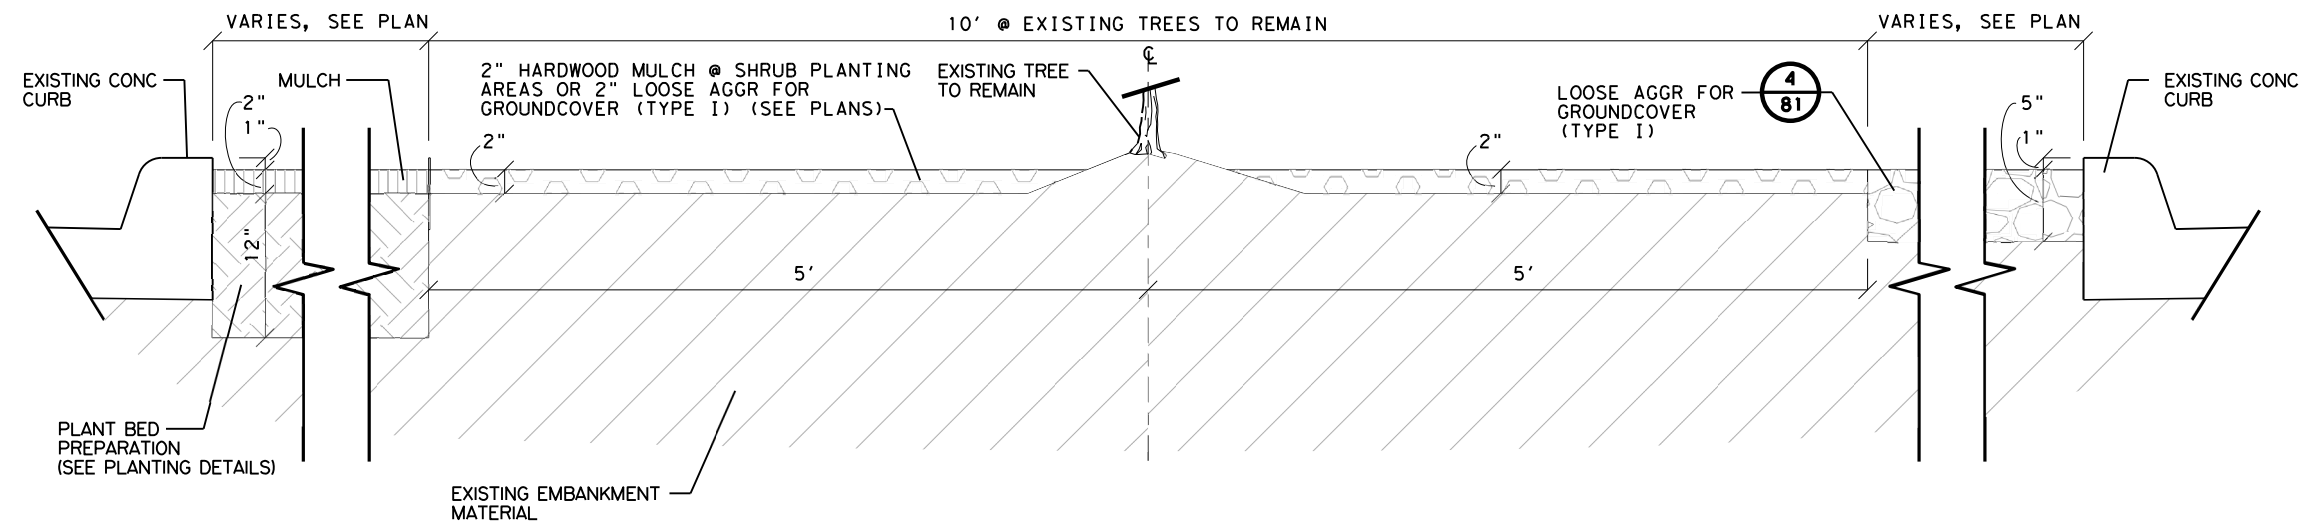 VARIES, SEE PLAN
10' @ EXISTING TREES TO REMAIN
VARIES, SEE PLAN
EXISTING CONC
CURB
2"
1"
MULCH
2" HARDWOOD MULCH @ SHRUB PLANTING
AREAS OR 2" LOOSE AGGR FOR
GROUNDCOVER (TYPE I) (SEE PLANS)
2"
EXISTING TREE
TO REMAIN
℄
2"
LOOSE AGGR FOR
GROUNDCOVER
(TYPE I)
4
81
5"
1"
EXISTING CONC
CURB
12"
5'
5'
PLANT BED
PREPARATION
(SEE PLANTING DETAILS)
EXISTING EMBANKMENT
MATERIAL